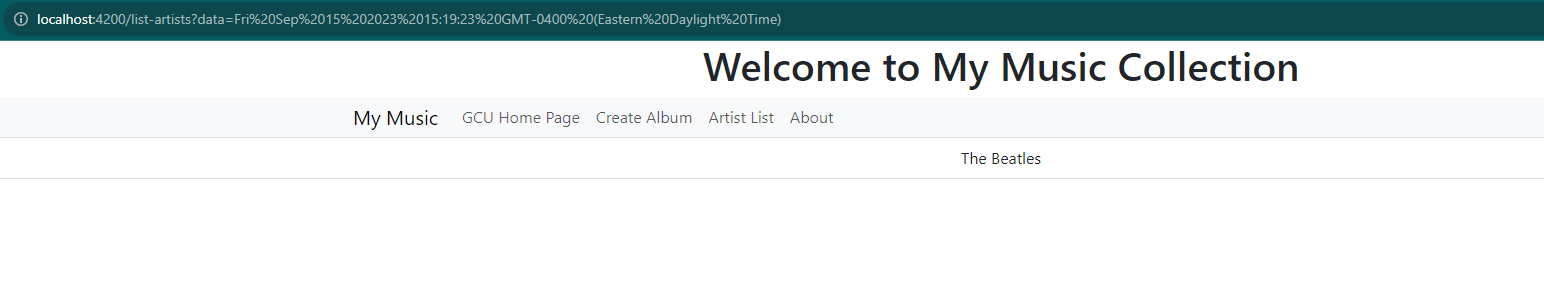 localhost:4200/list-artists?data=Fri%20Sep%2015%202023%2015:19:23%20GMT-0400%20(Eastern%20Daylight%20Time)
Welcome to My Music Collection
My Music GCU Home Page Create Album Artist List About
The Beatles